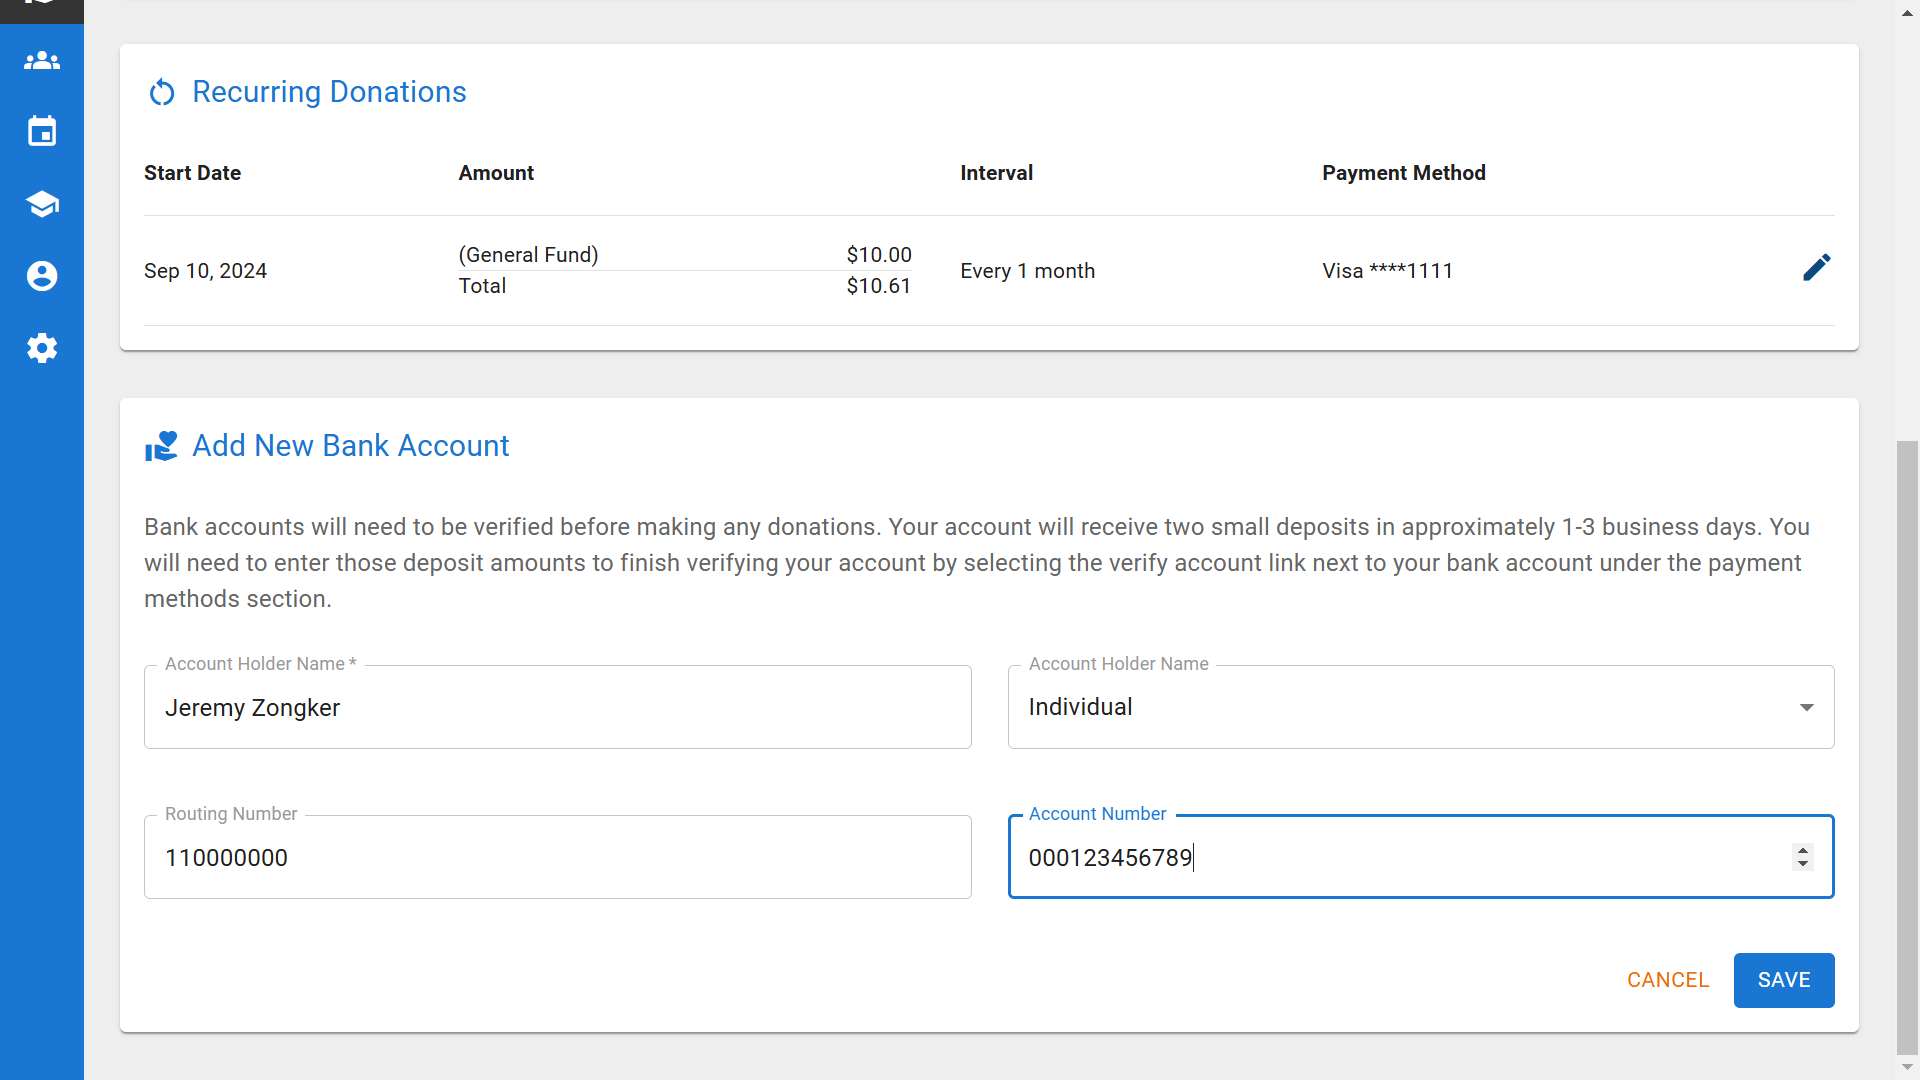 Recurring Donations
Start Date Amount Interval Payment Method
(General Fund) $10.00
Sep 10, 2024 Every 1 month Visa ****1111
Total $10.61
Add New Bank Account
Bank accounts will need to be verified before making any donations. Your account will receive two small deposits in approximately 1-3 business days. You
will need to enter those deposit amounts to finish verifying your account by selecting the verify account link next to your bank account under the payment
methods section.
Account Holder Name * Account Holder Name
Jeremy Zongker Individual
Routing Number Account Number
110000000 000123456789
CANCEL SAVE